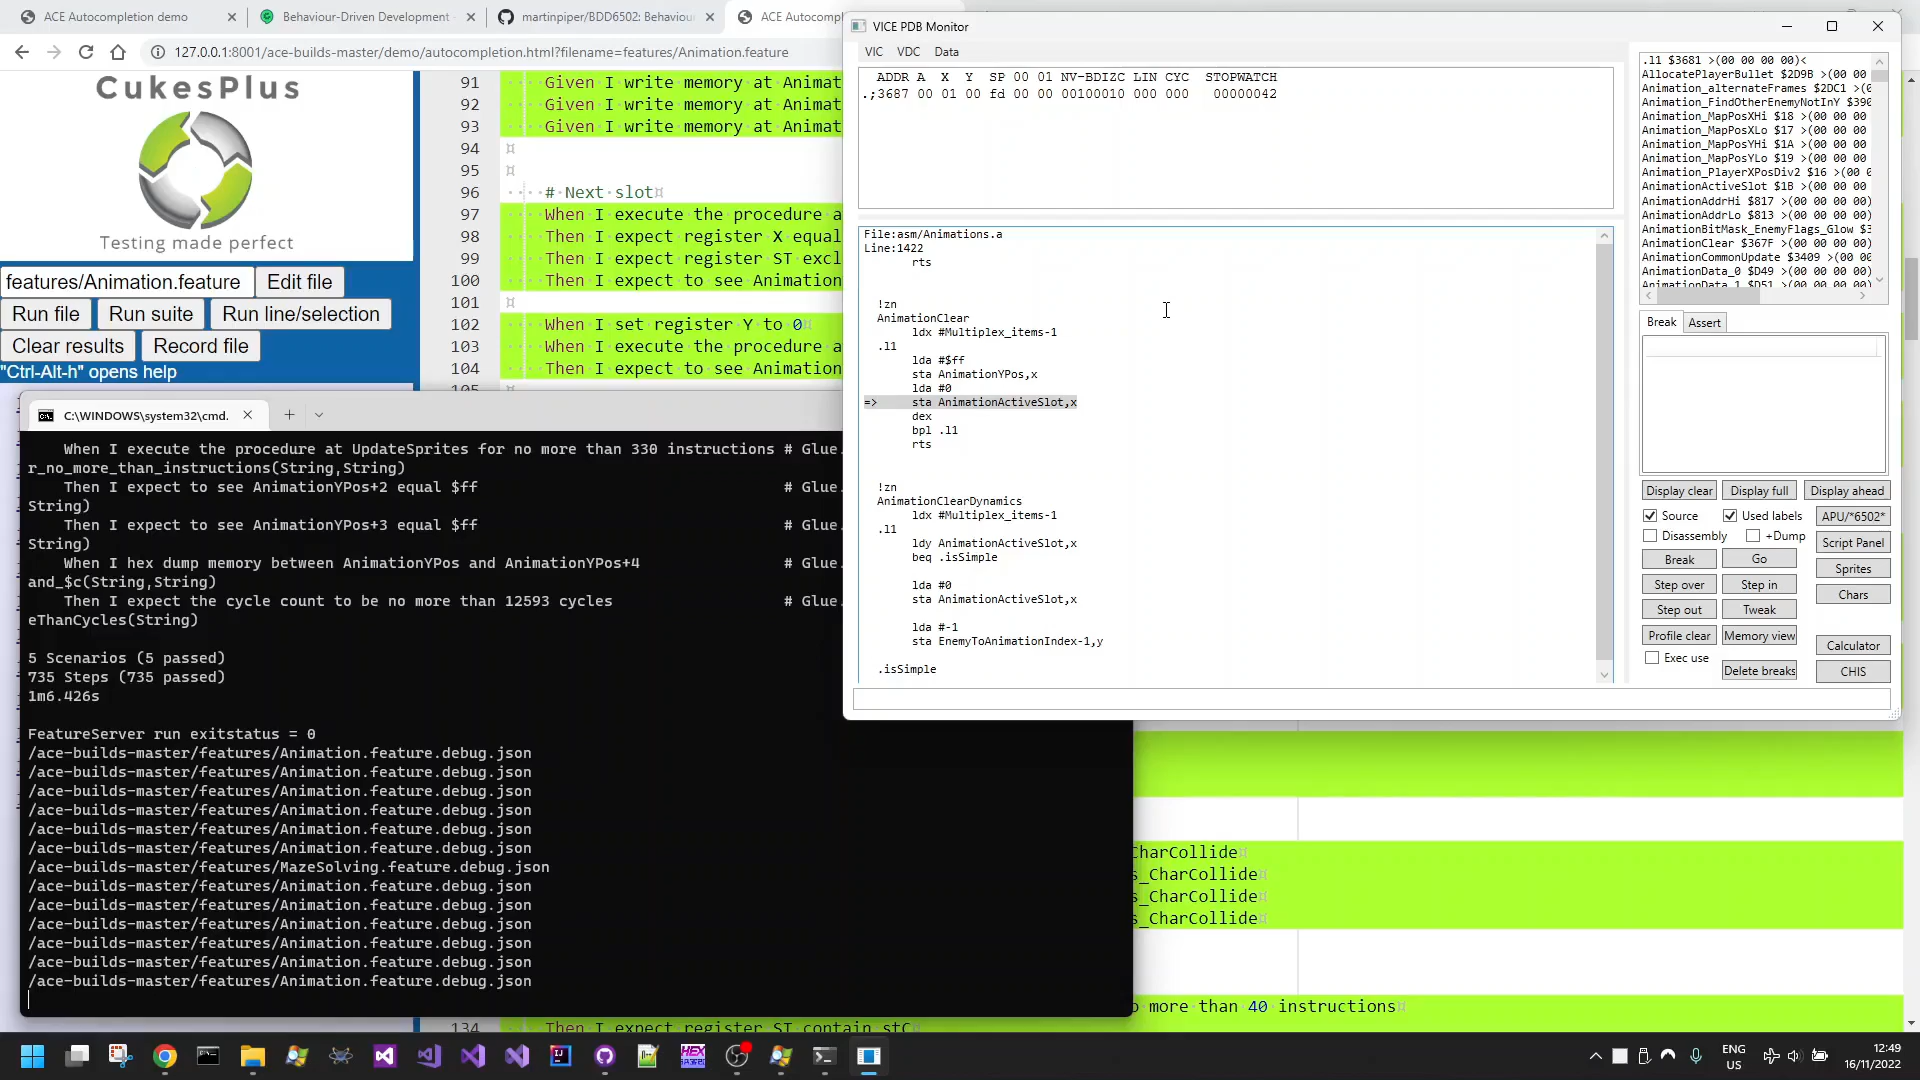 ACE Autocompletion demo
Behaviour-Driven Development
martinpiper/BDD6502: Behaviou
ACE Autocompl
127.0.0.1:8001/ace-builds-master/demo/autocompletion.html?filename=features/Animation.feature
CukesPlus
Testing made perfect
features/Animation.feature
Edit file
Run file
Run suite
Run line/selection
Clear results
Record file
"Ctrl-Alt-h" opens help
91 Given I write memory at Animat
92 Given I write memory at Animat
93 Given I write memory at Animat
94
95
96 # Next slot
97 When I execute the procedure a
98 Then I expect register X equal
99 Then I expect register ST excl
100 Then I expect to see Animation
101
102 When I set register Y to 0
103 When I execute the procedure a
104 Then I expect to see Animation
105
C:\WINDOWS\system32\cmd.
When I execute the procedure at UpdateSprites for no more than 330 instructions # Glue.
r_no_more_than_instructions(String,String)
Then I expect to see AnimationYPos+2 equal $ff # Glue.
String)
Then I expect to see AnimationYPos+3 equal $ff # Glue.
String)
When I hex dump memory between AnimationYPos and AnimationYPos+4 # Glue.
and_$c(String,String)
Then I expect the cycle count to be no more than 12593 cycles # Glue.
eThanCycles(String)
5 Scenarios (5 passed)
735 Steps (735 passed)
1m6.426s
FeatureServer run exitstatus = 0
/ace-builds-master/features/Animation.feature.debug.json
/ace-builds-master/features/Animation.feature.debug.json
/ace-builds-master/features/Animation.feature.debug.json
/ace-builds-master/features/Animation.feature.debug.json
/ace-builds-master/features/Animation.feature.debug.json
/ace-builds-master/features/Animation.feature.debug.json
/ace-builds-master/features/MazeSolving.feature.debug.json
/ace-builds-master/features/Animation.feature.debug.json
/ace-builds-master/features/Animation.feature.debug.json
/ace-builds-master/features/Animation.feature.debug.json
/ace-builds-master/features/Animation.feature.debug.json
/ace-builds-master/features/Animation.feature.debug.json
/ace-builds-master/features/Animation.feature.debug.json
VICE PDB Monitor
VIC VDC Data
ADDR A X Y SP 00 01 NV-BDIZC LIN CYC STOPWATCH
.;3687 00 01 00 fd 00 00 00100010 000 000 00000042
File:asm/Animations.a
Line:1422
rts
!zn
AnimationClear
ldx #Multiplex_items-1
.l1
lda #$ff
sta AnimationYPos,x
lda #0
=> sta AnimationActiveSlot,x
dex
bpl .l1
rts
!zn
AnimationClearDynamics
ldx #Multiplex_items-1
.l1
ldy AnimationActiveSlot,x
beq .isSimple
lda #0
sta AnimationActiveSlot,x
lda #-1
sta EnemyToAnimationIndex-1,y
.isSimple
.l1 $3681 >(00 00 00 00)<
AllocatePlayerBullet $2D9B >(00 00
Animation_alternateFrames $2DC1 >(0
Animation_FindOtherEnemyNotInY $390
Animation_MapPosXHi $18 >(00 00 00
Animation_MapPosXLo $17 >(00 00 00
Animation_MapPosYHi $1A >(00 00 00
Animation_MapPosYLo $19 >(00 00 00
Animation_PlayerXPosDiv2 $16 >(00 0
AnimationActiveSlot $1B >(00 00 00
AnimationAddrHi $817 >(00 00 00 00)
AnimationAddrLo $813 >(00 00 00 00)
AnimationBitMask_EnemyFlags_Glow $3
AnimationClear $367F >(00 00 00 00)
AnimationCommonUpdate $3409 >(00 00
AnimationData_0 $D49 >(00 00 00 00)
AnimationData_1 $D51 >(00 00 00 00)
Break
Assert
Display clear
Display full
Display ahead
Source
Used labels
APU/*6502*
Disassembly
+Dump
Script Panel
Break
Go
Sprites
Step over
Step in
Chars
Step out
Tweak
Profile clear
Memory view
Calculator
Exec use
Delete breaks
CHIS
CharCollide
s_CharCollide
s_CharCollide
s_CharCollide
o more than 40 instructions
134 Then I expect register ST contain stC
ENG
US
12:49
16/11/2022